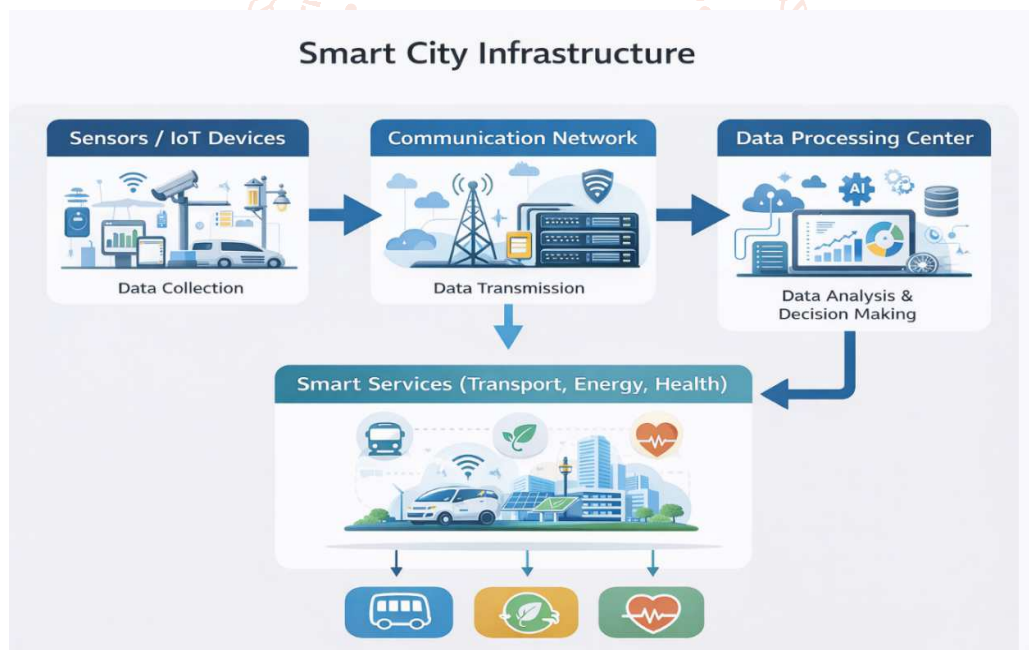 Smart City Infrastructure
Sensors / IoT Devices
Data Collection
Communication Network
Data Transmission
Data Processing Center
AI
Data Analysis &
Decision Making
Smart Services (Transport, Energy, Health)